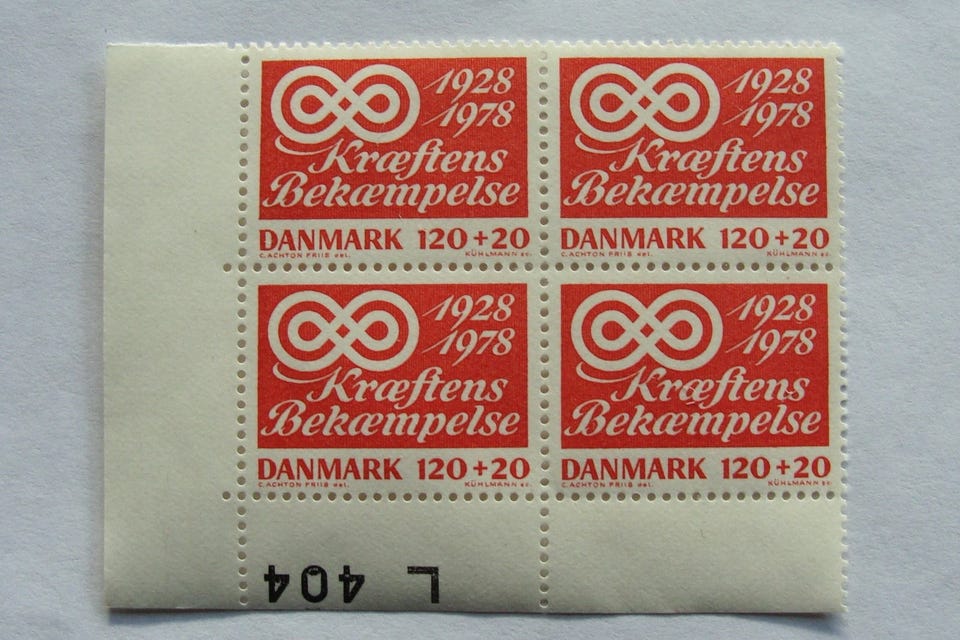 1928
1978
Kræftens
Bekæmpelse
DANMARK 120+20
C.ACHTON FRIIS del. KÜHLMANN sc.
1928
1978
Kræftens
Bekæmpelse
DANMARK 120+20
C.ACHTON FRIIS del. KÜHLMANN sc.
1928
1978
Kræftens
Bekæmpelse
DANMARK 120+20
C.ACHTON FRIIS del. KÜHLMANN sc.
1928
1978
Kræftens
Bekæmpelse
DANMARK 120+20
C.ACHTON FRIIS del. KÜHLMANN sc.
L 404